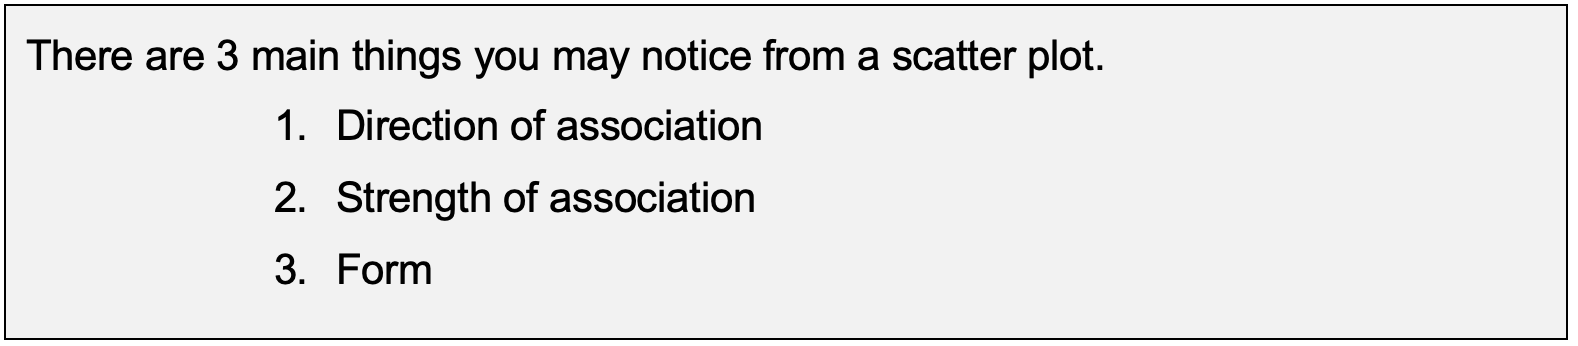 There are 3 main things you may notice from a scatter plot.
1. Direction of association
2. Strength of association
3. Form